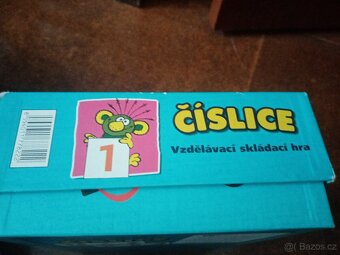 ČÍSLICE
1
Vzdělávací skládací hra
Bazos.cz